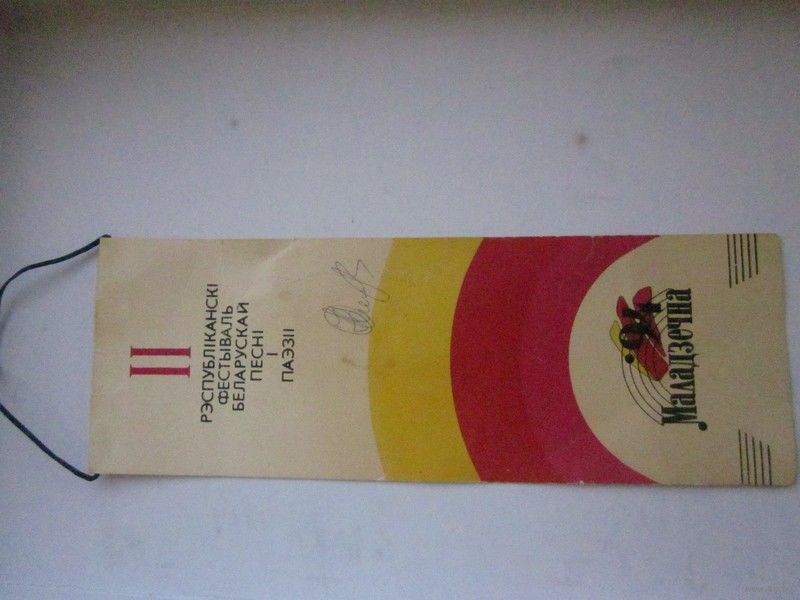 II
РЭСПУБЛІКАНСКІ
ФЕСТЫВАЛЬ
БЕЛАРУСКАЙ
ПЕСНІ
І
ПАЭЗІІ
94
Маладзечна